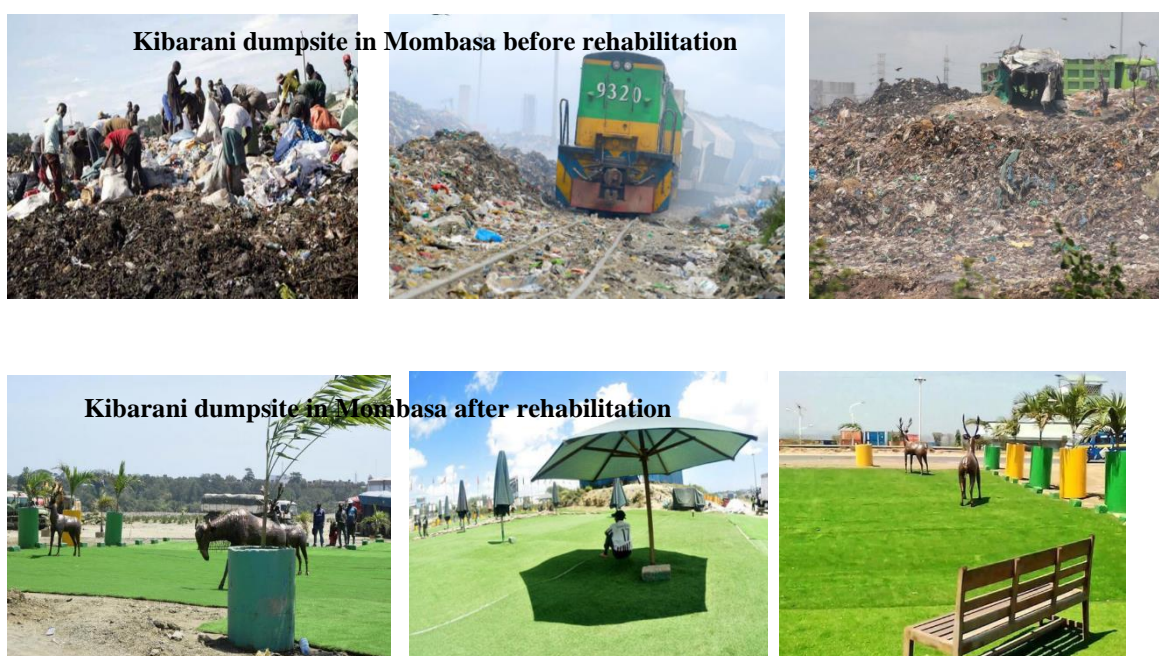 Kibarani dumpsite in Mombasa before rehabilitation
9320
Kibarani dumpsite in Mombasa after rehabilitation